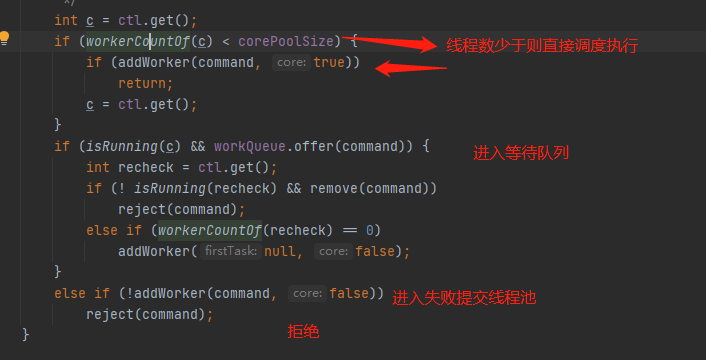 */
int c = ctl.get();
if (workerCountOf(c) < corePoolSize) { 线程数少于则直接调度执行
if (addWorker(command, core: true))
return;
c = ctl.get();
}
if (isRunning(c) && workQueue.offer(command)) { 进入等待队列
int recheck = ctl.get();
if (! isRunning(recheck) && remove(command))
reject(command);
else if (workerCountOf(recheck) == 0)
addWorker( firstTask: null, core: false);
}
else if (!addWorker(command, core: false)) 进入失败提交线程池
reject(command);
拒绝
}